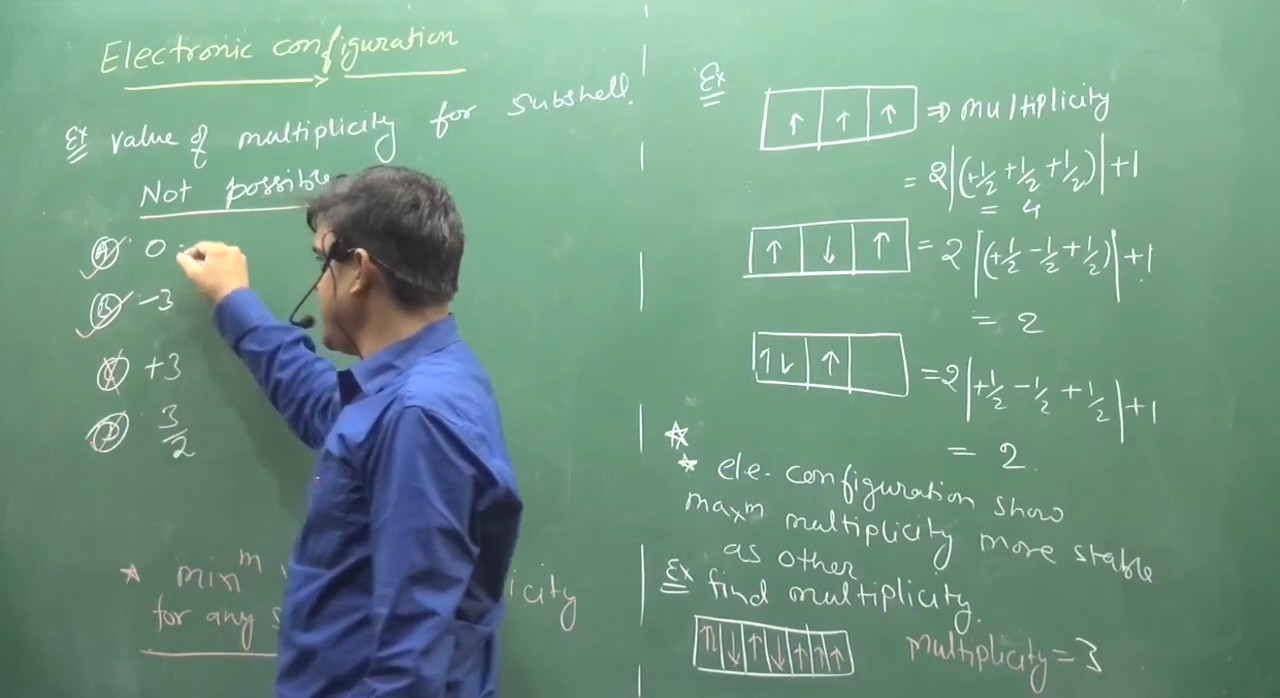 Electronic configuration
Ex value of multiplicity for subshell.
Not possible
(A) 0
(B) -3
(C) +3
(D) 3/2
* min^m
for any s
icity
Ex
↑ ↑ ↑ ⇒ multiplicity
= 2|(+1/2 +1/2 +1/2)| +1
= 4
↑ ↓ ↑ = 2|(+1/2 -1/2 +1/2)| +1
= 2
↑↓ ↑ = 2|+1/2 -1/2 +1/2| +1
= 2.
* ele. configuration show
max^m multiplicity more stable
as other
Ex find multiplicity.
multiplicity = 3